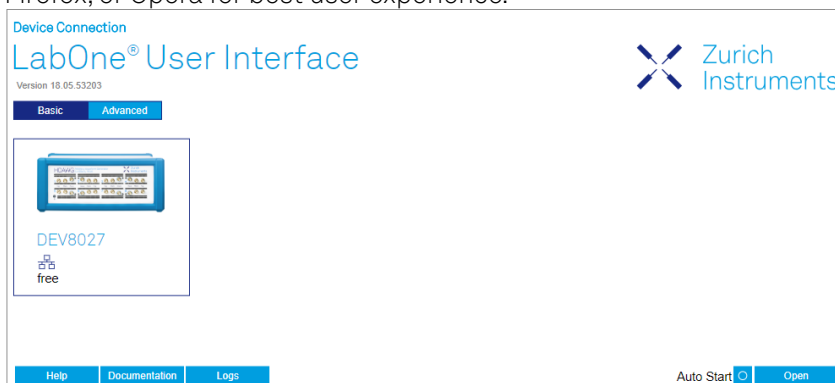 Firefox, or Opera for best user experience.
Device Connection
LabOne® User Interface
Zurich
Instruments
Version 18.05.53203
Basic
Advanced
HDAWG
DEV8027
free
Help
Documentation
Logs
Auto Start
Open